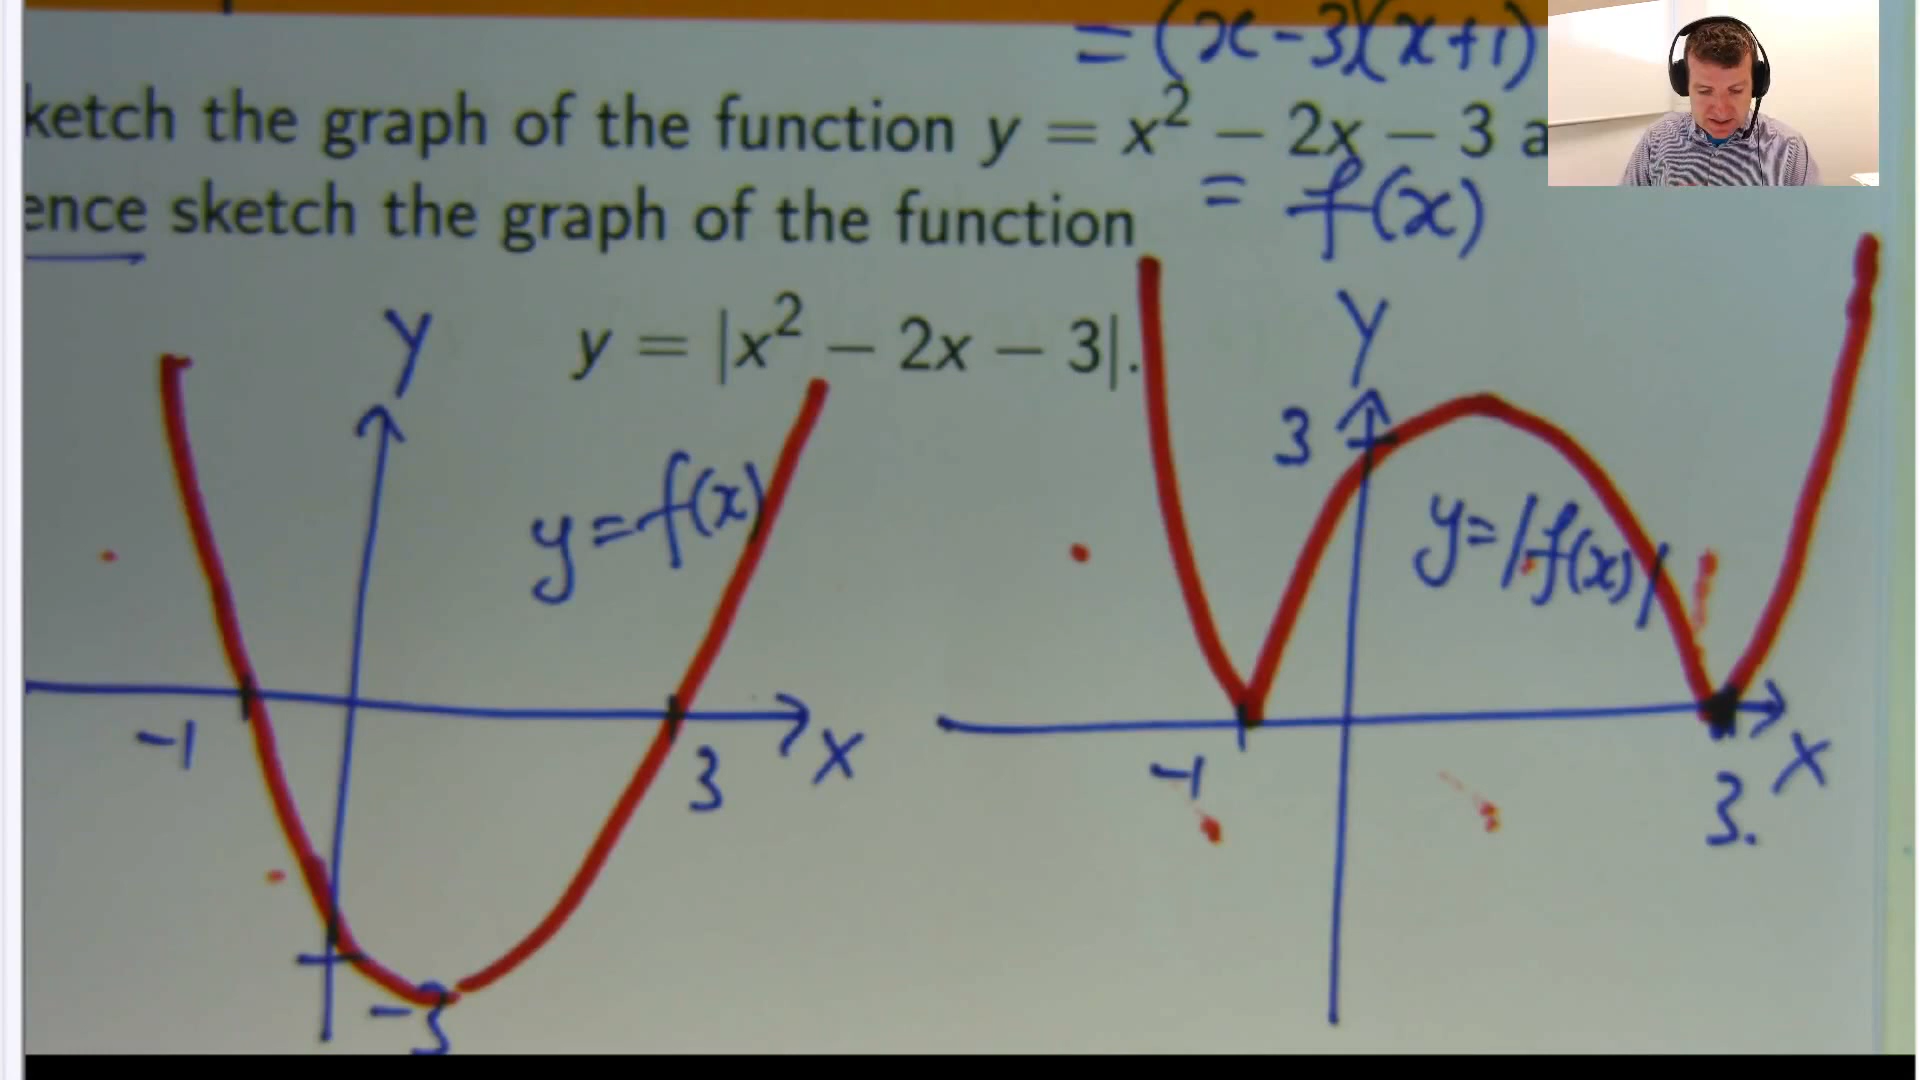 = (x-3)(x+1)
ketch the graph of the function y = x² − 2x − 3 a
= f(x)
ence sketch the graph of the function
y = |x² − 2x − 3|.
y
y=f(x)
-1
3
x
-3
y
3
y=|f(x)|
-1
3.
x